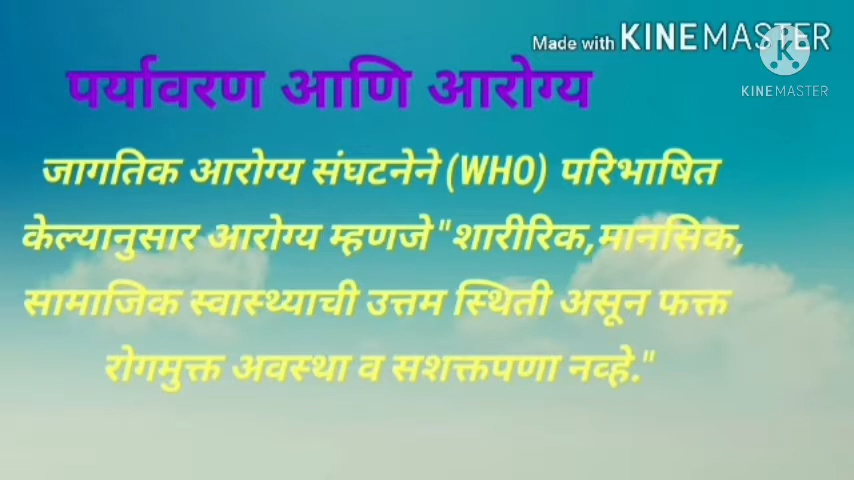 Made with KINEMASTER
KINEMASTER
पर्यावरण आणि आरोग्य
जागतिक आरोग्य संघटनेने (WHO) परिभाषित
केल्यानुसार आरोग्य म्हणजे "शारीरिक,मानसिक,
सामाजिक स्वास्थ्याची उत्तम स्थिती असून फक्त
रोगमुक्त अवस्था व सशक्तपणा नव्हे."